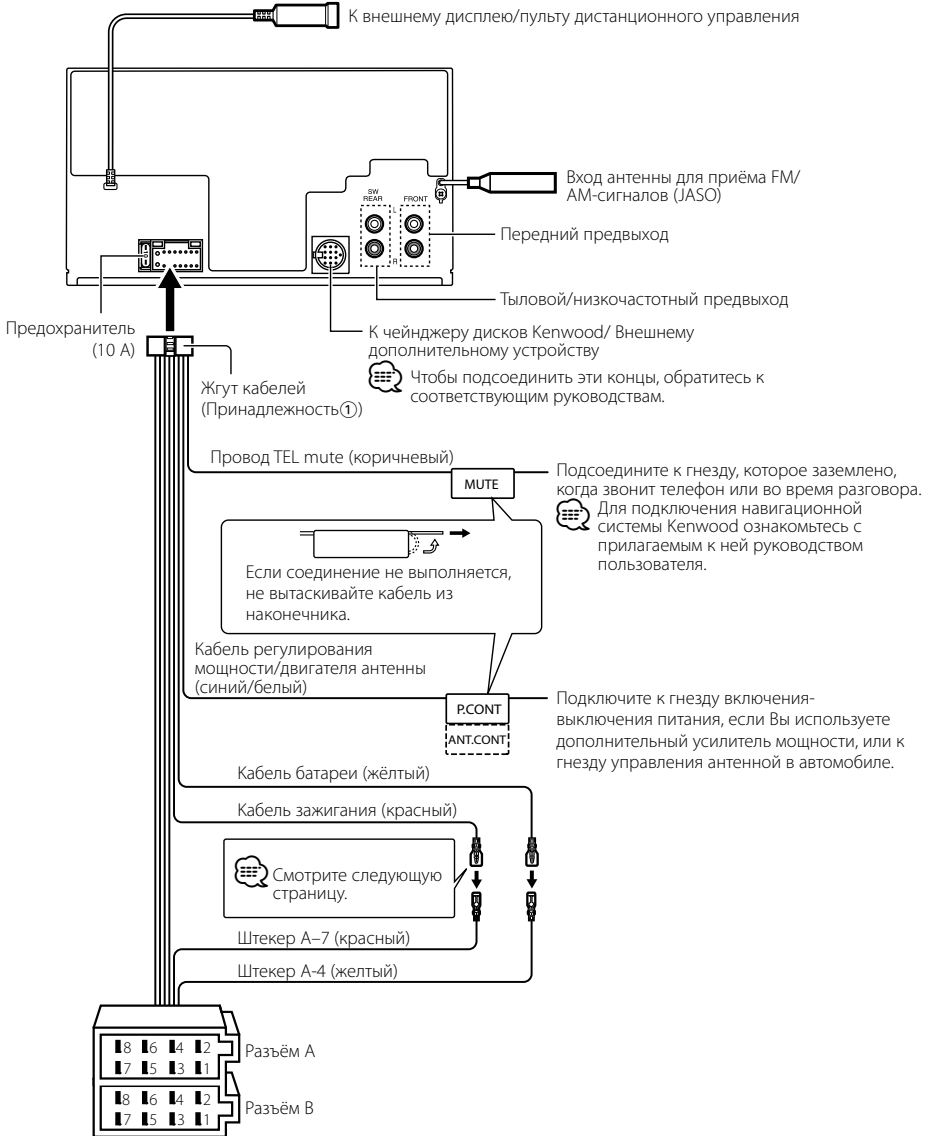 К внешнему дисплею/пульту дистанционного управления
Вход антенны для приёма FM/
АМ-сигналов (JASO)
SW
REAR
FRONT
L
R
Передний предвыход
Тыловой/низкочастотный предвыход
Предохранитель
(10 А)
К чейнджеру дисков Kenwood/ Внешнему
дополнительному устройству
Чтобы подсоединить эти концы, обратитесь к
соответствующим руководствам.
Жгут кабелей
(Принадлежность①)
Провод TEL mute (коричневый)
MUTE
Подсоедините к гнезду, которое заземлено,
когда звонит телефон или во время разговора.
Для подключения навигационной
системы Kenwood ознакомьтесь с
прилагаемым к ней руководством
пользователя.
Если соединение не выполняется,
не вытаскивайте кабель из
наконечника.
Кабель регулирования
мощности/двигателя антенны
(синий/белый)
P.CONT
ANT.CONT
Подключите к гнезду включения-
выключения питания, если Вы используете
дополнительный усилитель мощности, или к
гнезду управления антенной в автомобиле.
Кабель батареи (жёлтый)
Кабель зажигания (красный)
Смотрите следующую
страницу.
Штекер А–7 (красный)
Штекер А-4 (желтый)
8 6 4 2
7 5 3 1
Разъём А
8 6 4 2
7 5 3 1
Разъём В